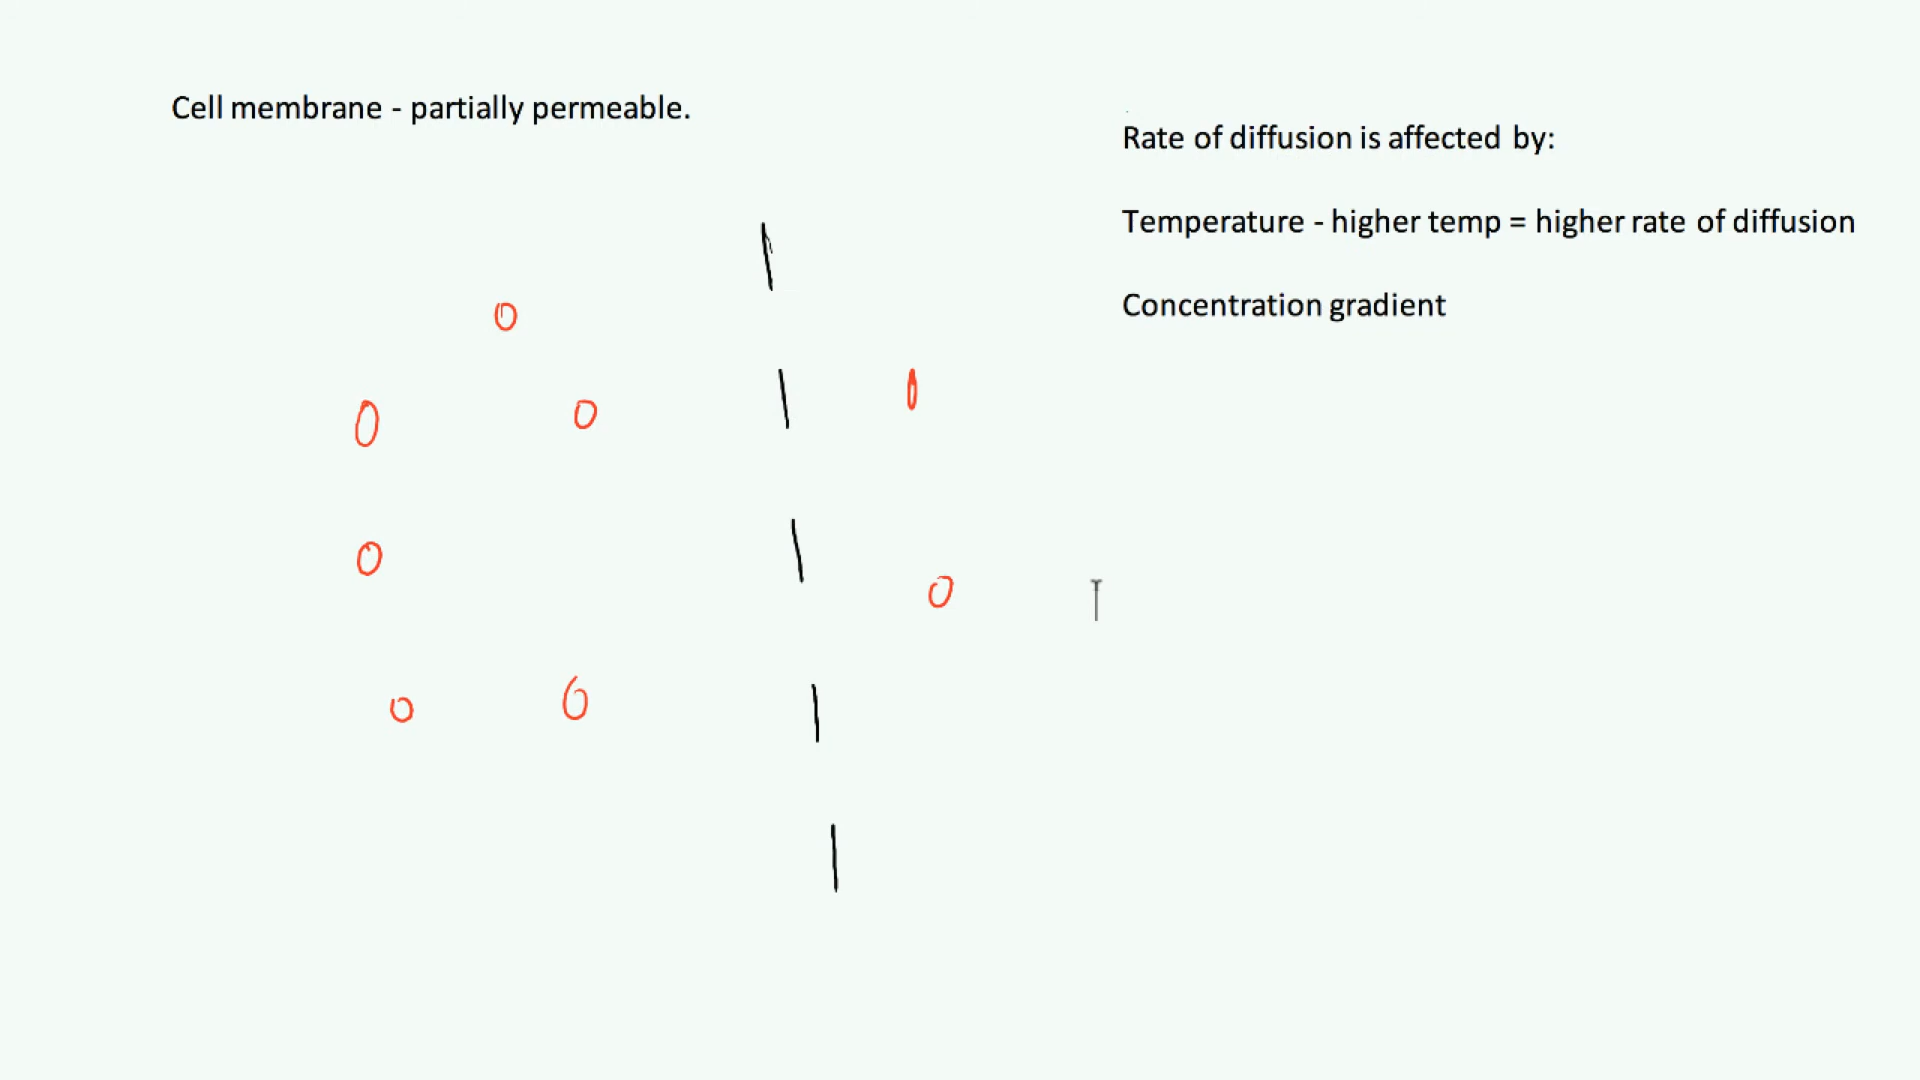 Cell membrane - partially permeable.
Rate of diffusion is affected by:
Temperature - higher temp = higher rate of diffusion
Concentration gradient